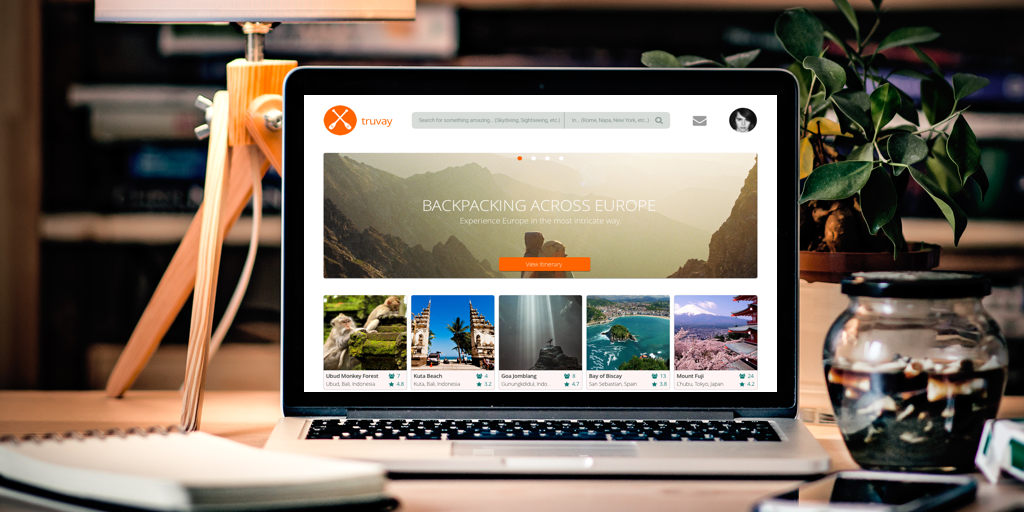 truvay
Search for something amazing... (Skydiving, Sightseeing, etc.)
In... (Rome, Napa, New York, etc..)
BACKPACKING ACROSS EUROPE
Experience Europe in the most intricate way.
View Itinerary
Ubud Monkey Forest 7
Ubud, Bali, Indonesia 4.8
Kuta Beach 4
Kuta, Bali, Indonesia 3.2
Goa Jomblang 8
Gunungkidul, Indo... 4.7
Bay of Biscay 13
San Sebastian, Spain 3.8
Mount Fuji 24
Chubu, Tokyo, Japan 4.2